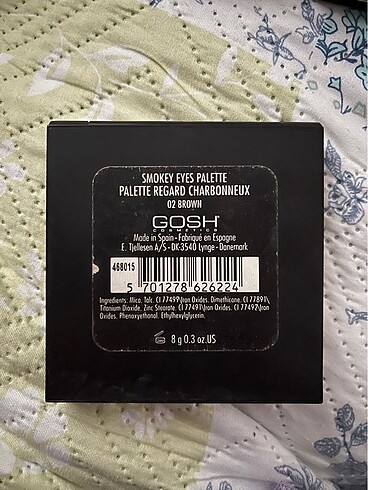 SMOKEY EYES PALETTE
PALETTE REGARD CHARBONNEUX
02 BROWN
GOSH
COSMETICS
Made in Spain • Fabriqué en Espagne
E. Tjellesen A/S • DK-3540 Lynge • Danemark
468015
5 701278 626224
Ingredients: Mica, Talc, CI 77499\Iron Oxides, Dimethicone, CI 77891\
Titanium Dioxide, Zinc Stearate, CI 77491\Iron Oxides, CI 77492\Iron
Oxides, Phenoxyethanol, Ethylhexylglycerin.
8 g 0.3 oz.US